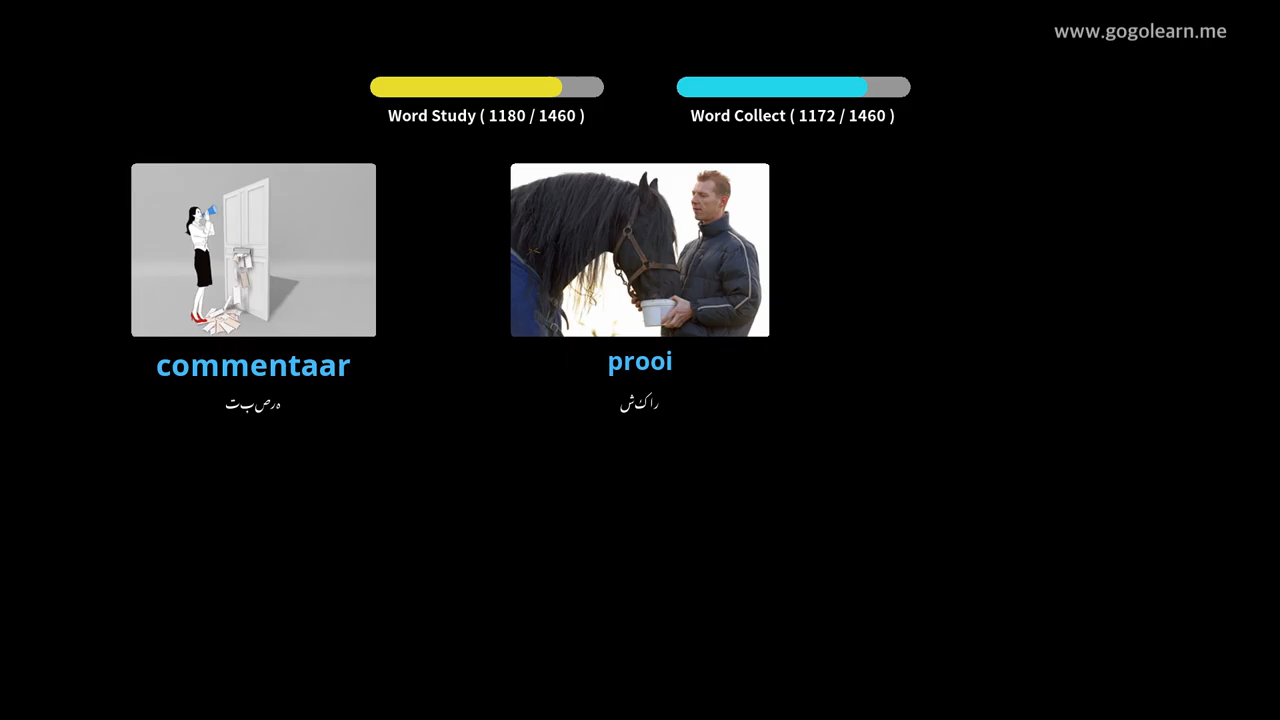 www.gogolearn.me
Word Study ( 1180 / 1460 )
Word Collect ( 1172 / 1460 )
commentaar
prooi
تبصرہ
شکار